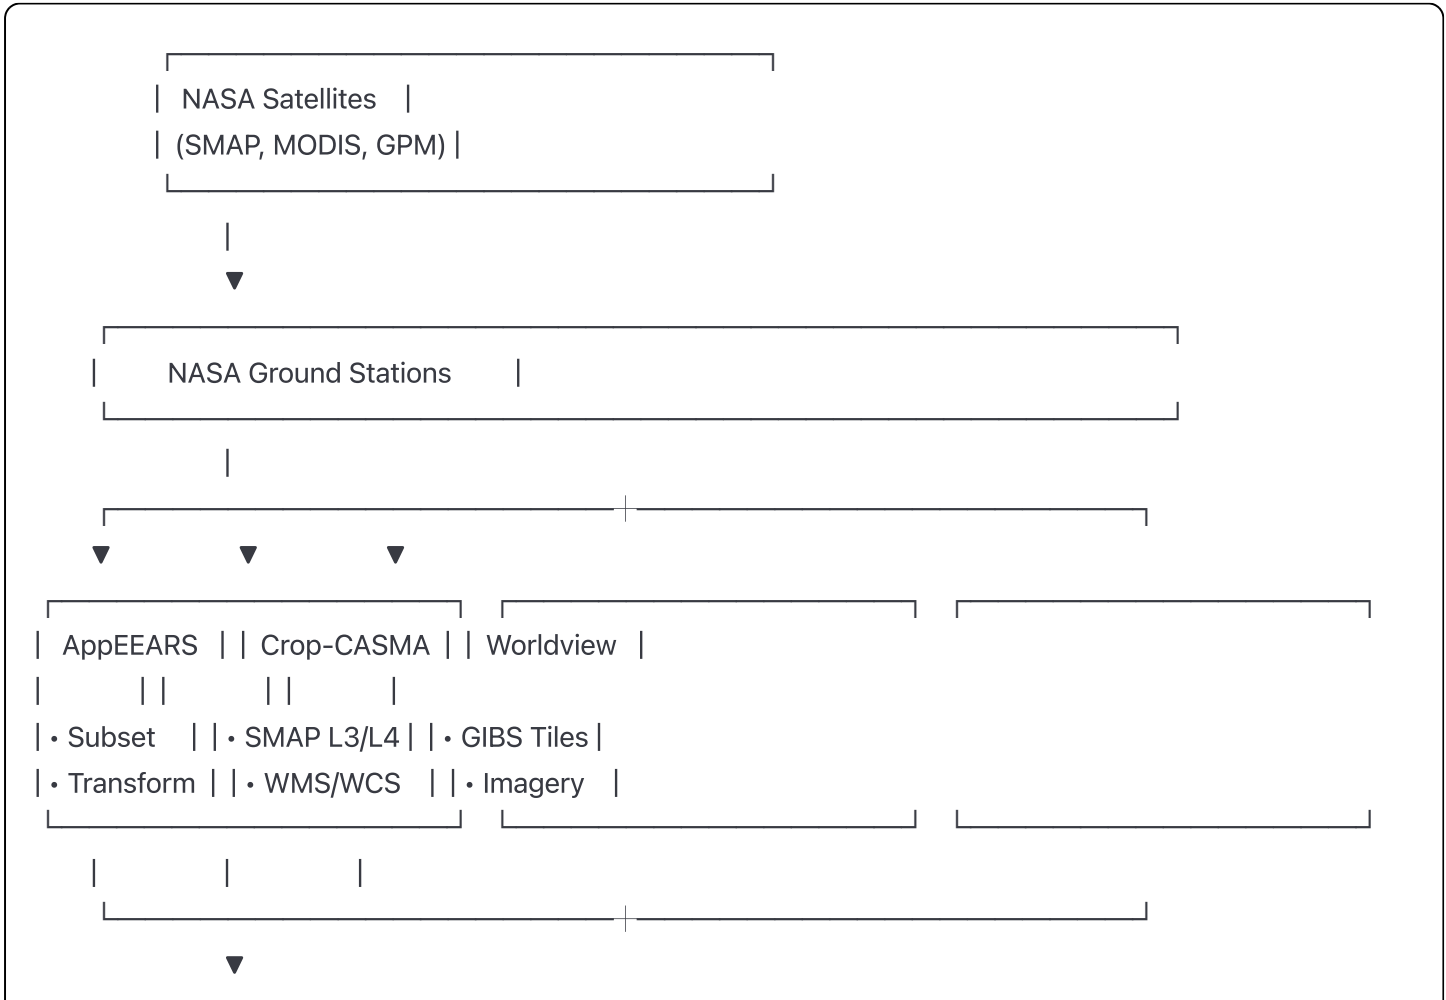 NASA Satellites
(SMAP, MODIS, GPM)
NASA Ground Stations
AppEEARS | | Crop-CASMA | | Worldview
• Subset | | • SMAP L3/L4 | | • GIBS Tiles
• Transform | | • WMS/WCS | | • Imagery